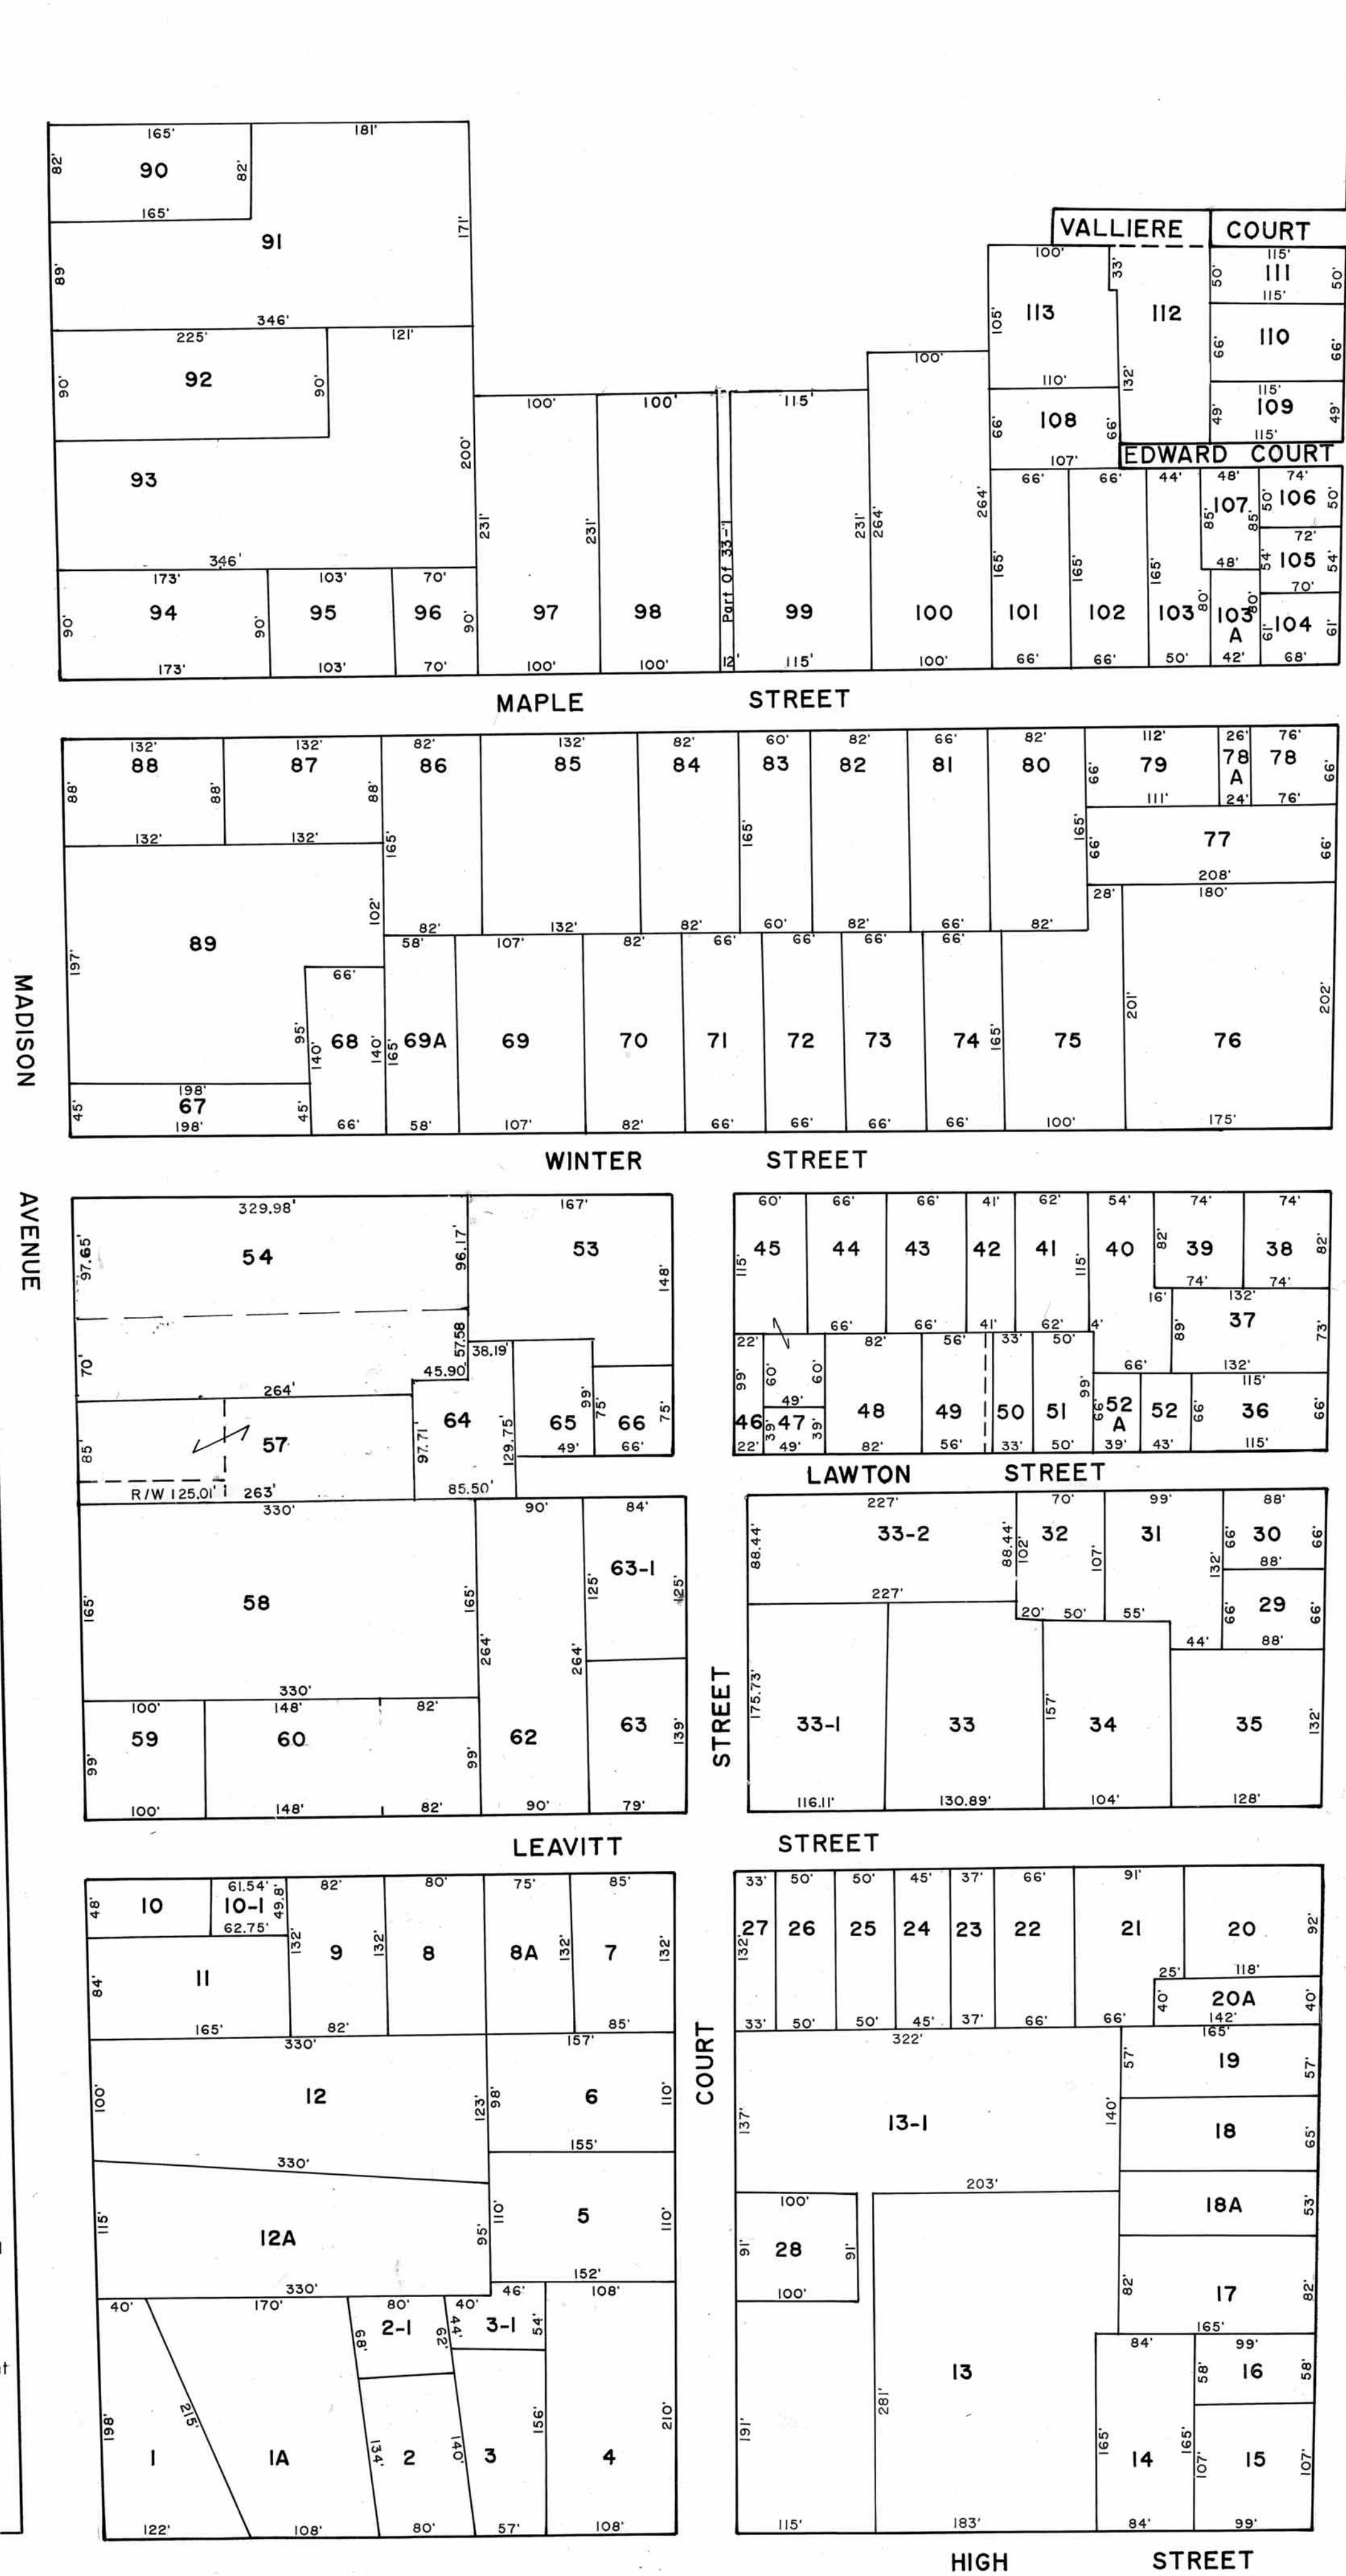 165' 181'
82' 90 82'
165'
91 171'
89'
346'
VALLIERE COURT
100' 33' 115'
50' 111 50'
115'
105' 113 112
66' 110 66'
110' 132' 115'
49' 109 49'
115'
66' 108 66'
107'
EDWARD COURT
225' 121'
90' 92 90'
100' 100' 115' 100'
93 200'
346'
231' 231' Part Of 33-1 231' 264' 264'
66' 66' 44' 48' 74'
85' 107 85' 50' 106 50'
165' 165' 165' 48' 72'
54' 105 54'
70'
173' 103' 70'
90' 94 90' 95 96 90' 97 98 99 100 101 102 103 80' 103 A 80' 61' 104 61'
173' 103' 70' 100' 100' 12' 115' 100' 66' 66' 50' 42' 68'
MAPLE STREET
132' 132' 82' 132' 82' 60' 82' 66' 82' 112' 26' 76'
88 87 86 85 84 83 82 81 80 79 78 A 78
88' 88' 88' 66' 66'
111' 24' 76'
132' 132' 165' 165' 165' 66' 77 66'
208'
102' 28' 180'
82' 132' 82' 60' 82' 66' 82'
58' 107' 82' 66' 66' 66' 66'
89
197' 66' 201' 202'
95' 140' 68 140' 165' 69A 69 70 71 72 73 74 165' 75 76
198'
45' 67 45'
198' 66' 58' 107' 82' 66' 66' 66' 66' 100' 175'
MADISON
AVENUE
WINTER STREET
329.98' 167'
97.65' 54 96.17' 53 148'
57.58 38.19'
70' 45.90'
264'
85' 57 97.71' 64 129.75' 65 99' 75' 66 75'
49' 66'
R/W 125.01' 263' 85.50'
60' 66' 66' 41' 62' 54' 74' 74'
115' 45 44 43 42 41 115' 40 82' 39 38 82'
74' 74'
16' 132'
66' 66' 41' 62' 4' 89' 37 73'
22' 82' 56' 33' 50'
66' 132'
99' 60' 60' 99' 115'
49'
46 39' 47 39' 48 49 50 51 66' 52 A 52 66' 36 66'
22' 49' 82' 56' 33' 50' 39' 43' 115'
LAWTON STREET
330' 90' 84'
165' 58 165' 125' 63-1 125'
264' 264'
330'
100' 148' 82'
99' 59 60 99' 62 63 139'
100' 148' 82' 90' 79'
227' 70' 99' 88'
88.44' 33-2 88.44' 102' 32 107' 31 132' 66' 30 66'
88'
227' 66' 29 66'
20' 50' 55' 44' 88'
175.73' 33-1 33 157' 34 35 132'
116.11' 130.89' 104' 128'
STREET
COURT
LEAVITT STREET
61.54' 82' 80' 75' 85'
48' 10 10-1 49.8'
62.75'
132' 9 132' 8 8A 132' 7 132'
84' 11
165' 82' 85'
330' 157'
100' 12 123' 98' 6 110'
155'
330'
115' 12A 95' 110' 5 110'
152'
330' 46' 108'
40' 170' 80' 40'
68' 2-1 62' 44' 3-1 54'
198' 215' 134' 140' 156' 210'
1 1A 2 3 4
122' 108' 80' 57' 108'
33' 50' 50' 45' 37' 66' 91'
132' 27 26 25 24 23 22 21 20 92'
25' 118'
40' 20A 40'
33' 50' 50' 45' 37' 66' 66' 142'
322' 165'
57' 19 57'
137' 13-1 140' 18 65'
203'
100' 18A 53'
91' 28 91'
100' 82' 17 82'
165'
84' 99'
13 58' 16 58'
191' 281' 165' 14 165' 107' 15 107'
115' 183' 84' 99'
HIGH STREET